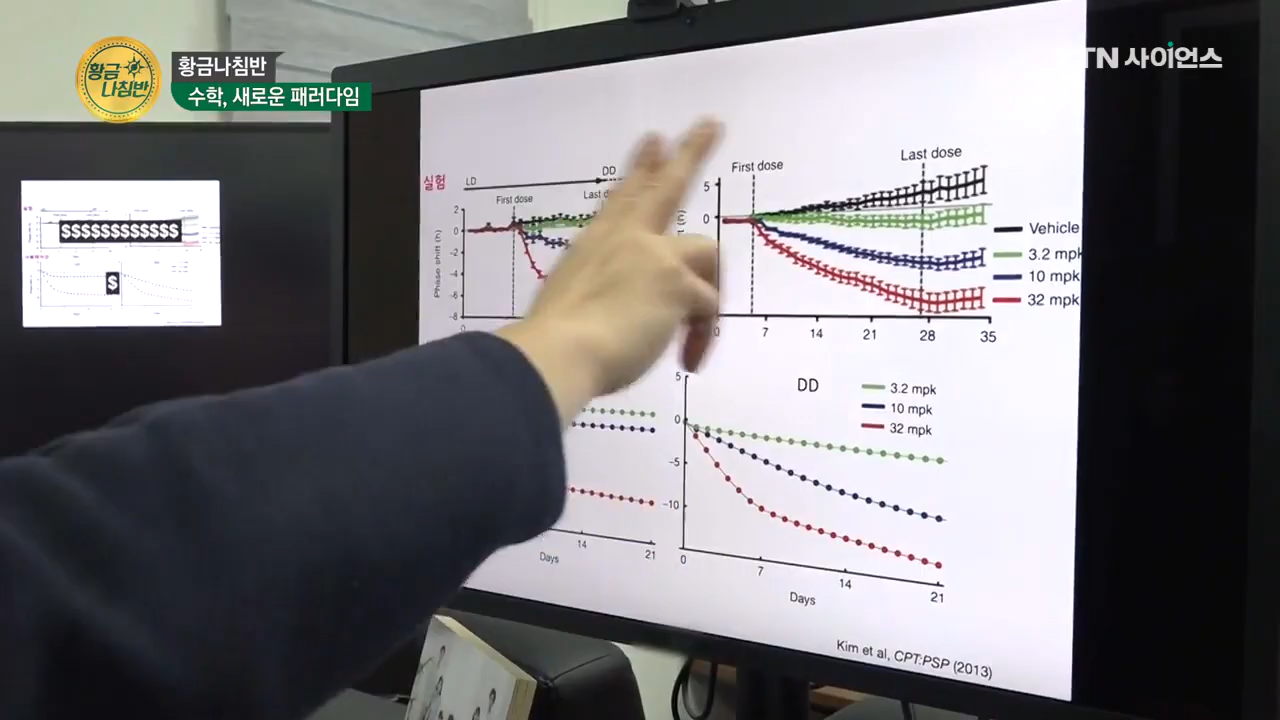 황금
나침반
황금나침반
수학, 새로운 패러다임
TN 사이언스
$$$$$$$$$$$$
$
실험
LD
DD
First dose
Last
Phase shift (h)
2
0
-2
-4
-6
-8
0
First dose
Last dose
5
0
0
7
14
21
28
35
Vehicle
3.2 mpk
10 mpk
32 mpk
14
21
Days
DD
3.2 mpk
10 mpk
32 mpk
5
0
-5
-10
0
7
14
21
Days
Kim et al, CPT:PSP (2013)